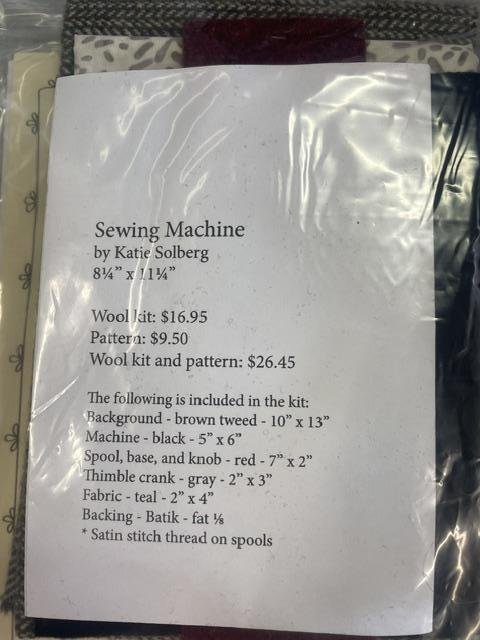 Sewing Machine
by Katie Solberg
8¼” x 11¼”
Wool kit: $16.95
Pattern: $9.50
Wool kit and pattern: $26.45
The following is included in the kit:
Background - brown tweed - 10” x 13”
Machine - black - 5” x 6”
Spool, base, and knob - red - 7” x 2”
Thimble crank - gray - 2” x 3”
Fabric - teal - 2” x 4”
Backing - Batik - fat ⅛
* Satin stitch thread on spools